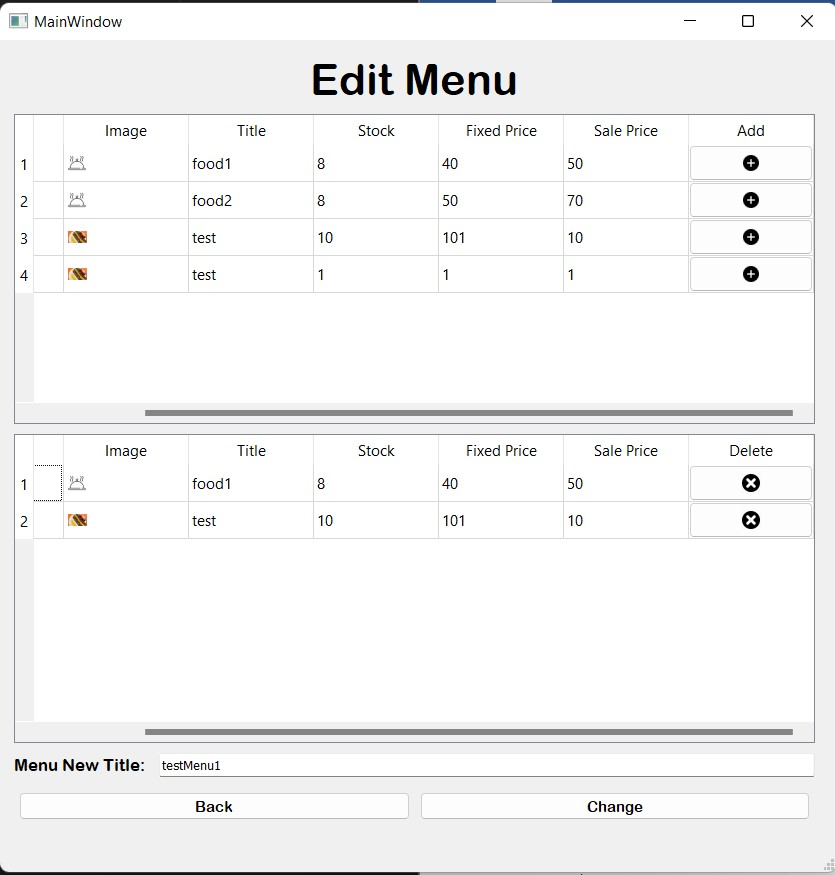 MainWindow
Edit Menu
Image Title Stock Fixed Price Sale Price Add
1 food1 8 40 50
2 food2 8 50 70
3 test 10 101 10
4 test 1 1 1
Image Title Stock Fixed Price Sale Price Delete
1 food1 8 40 50
2 test 10 101 10
Menu New Title: testMenu1
Back Change